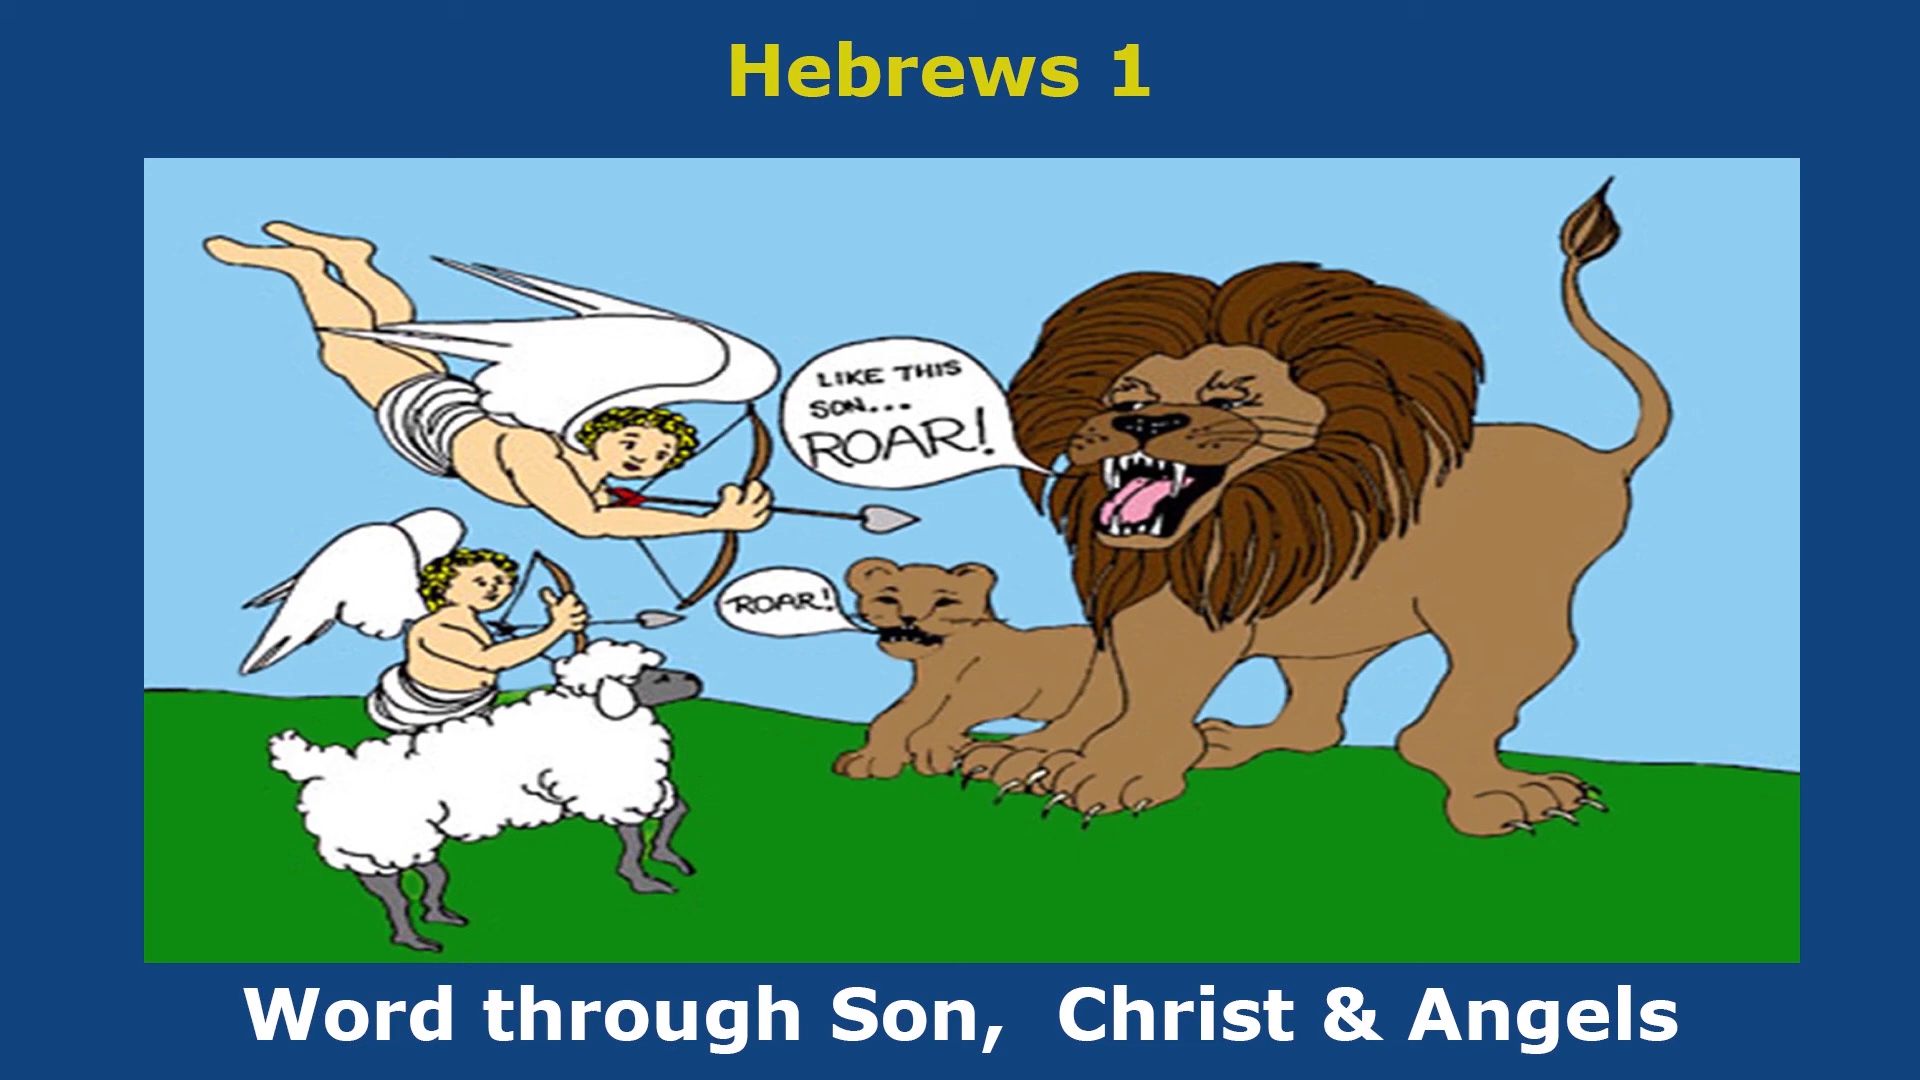 Hebrews 1
LIKE THIS
SON...
ROAR!
ROAR!
Word through Son,  Christ & Angels